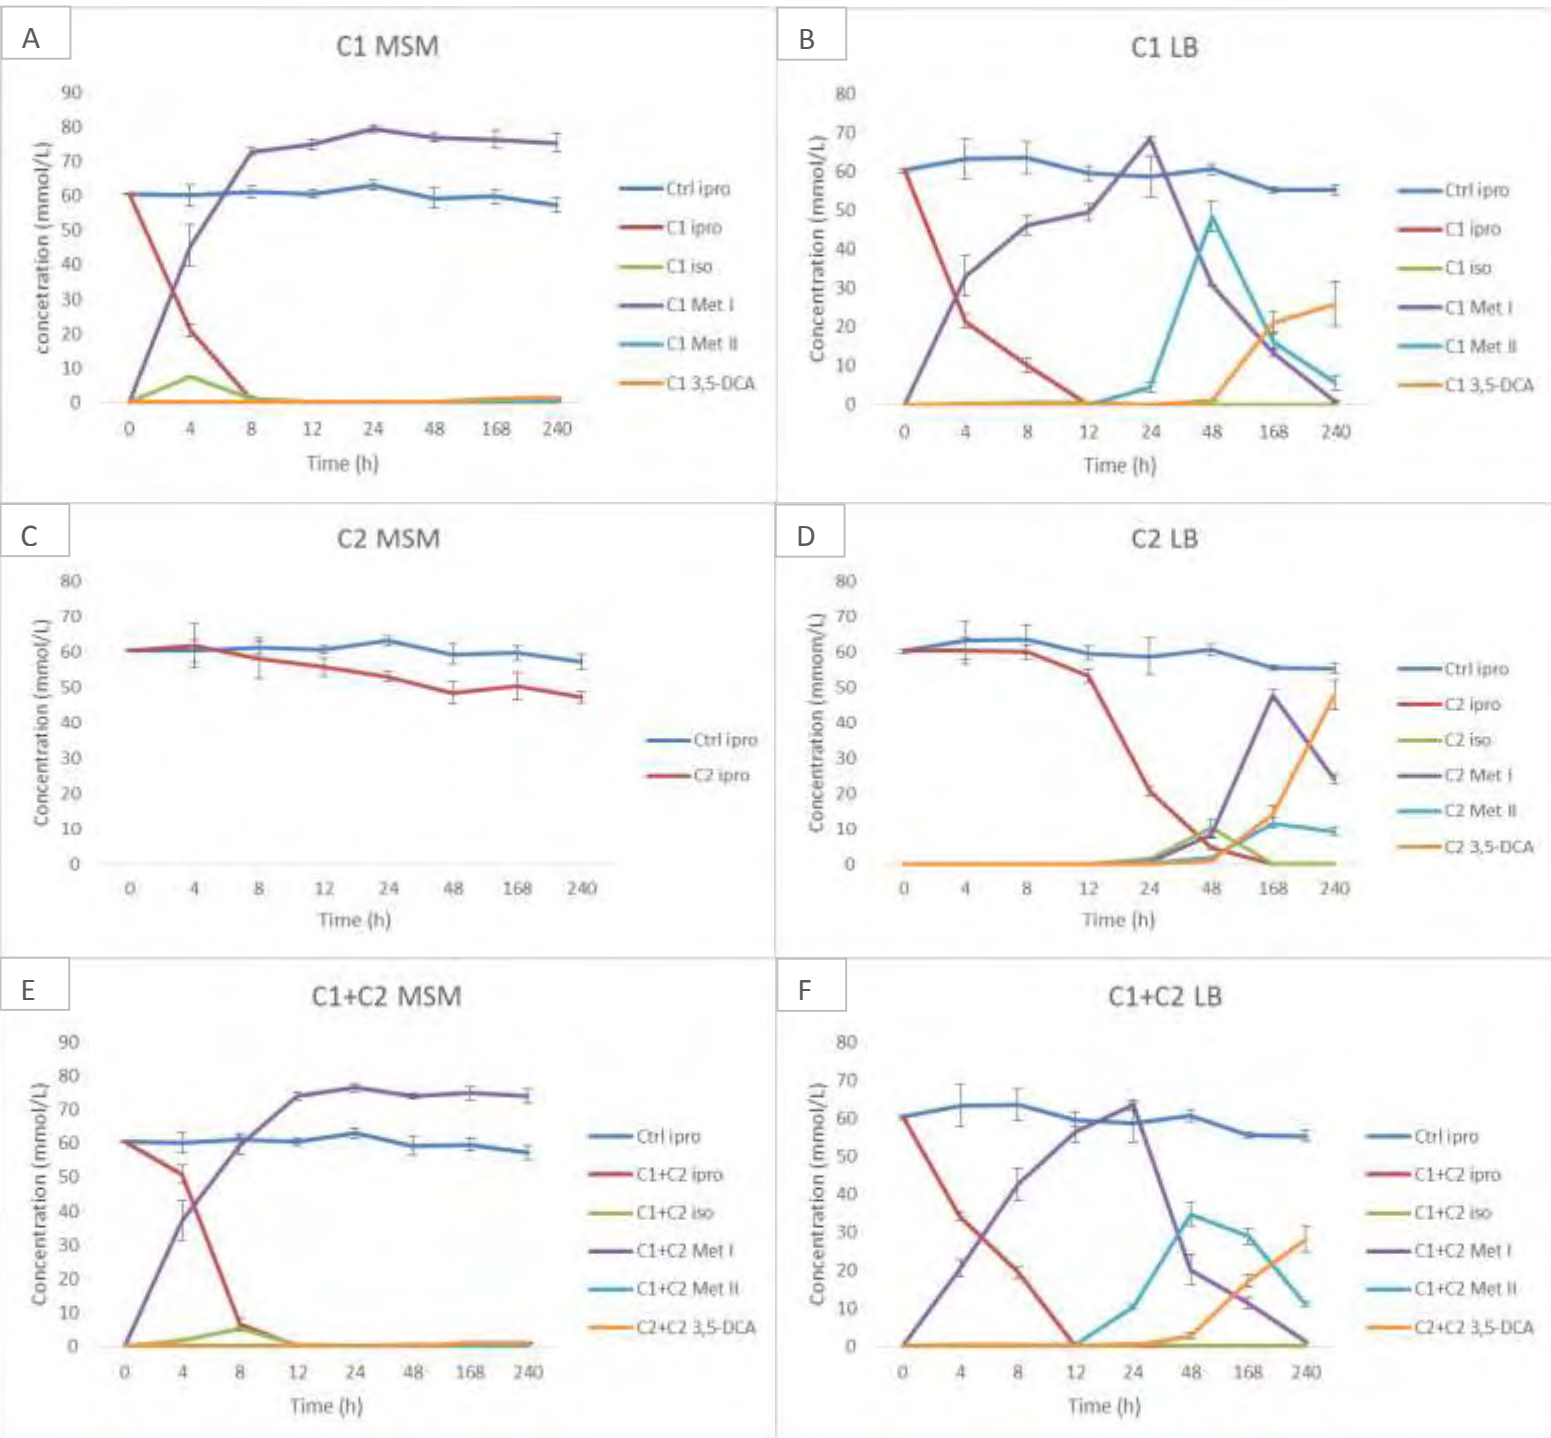 A
C1 MSM
concetration (mmol/L)
90
80
70
60
50
40
30
20
10
0
0 4 8 12 24 48 168 240
Time (h)
Ctrl ipro
C1 ipro
C1 iso
C1 Met I
C1 Met II
C1 3,5-DCA
B
C1 LB
Concentration (mmol/L)
80
70
60
50
40
30
20
10
0
0 4 8 12 24 48 168 240
Time (h)
Ctrl ipro
C1 ipro
C1 iso
C1 Met I
C1 Met II
C1 3,5-DCA
C
C2 MSM
Concentration (mmol/L)
80
70
60
50
40
30
20
10
0
0 4 8 12 24 48 168 240
Time (h)
Ctrl ipro
C2 ipro
D
C2 LB
Concentration (mmom/L)
80
70
60
50
40
30
20
10
0
0 4 8 12 24 48 168 240
Time (h)
Ctrl ipro
C2 ipro
C2 iso
C2 Met I
C2 Met II
C2 3,5-DCA
E
C1+C2 MSM
Concentration (mmol/L)
90
80
70
60
50
40
30
20
10
0
0 4 8 12 24 48 168 240
Time (h)
Ctrl ipro
C1+C2 ipro
C1+C2 iso
C1+C2 Met I
C1+C2 Met II
C2+C2 3,5-DCA
F
C1+C2 LB
Concentration (mmol/L)
80
70
60
50
40
30
20
10
0
0 4 8 12 24 48 168 240
Time (h)
Ctrl ipro
C1+C2 ipro
C1+C2 iso
C1+C2 Met I
C1+C2 Met II
C2+C2 3,5-DCA